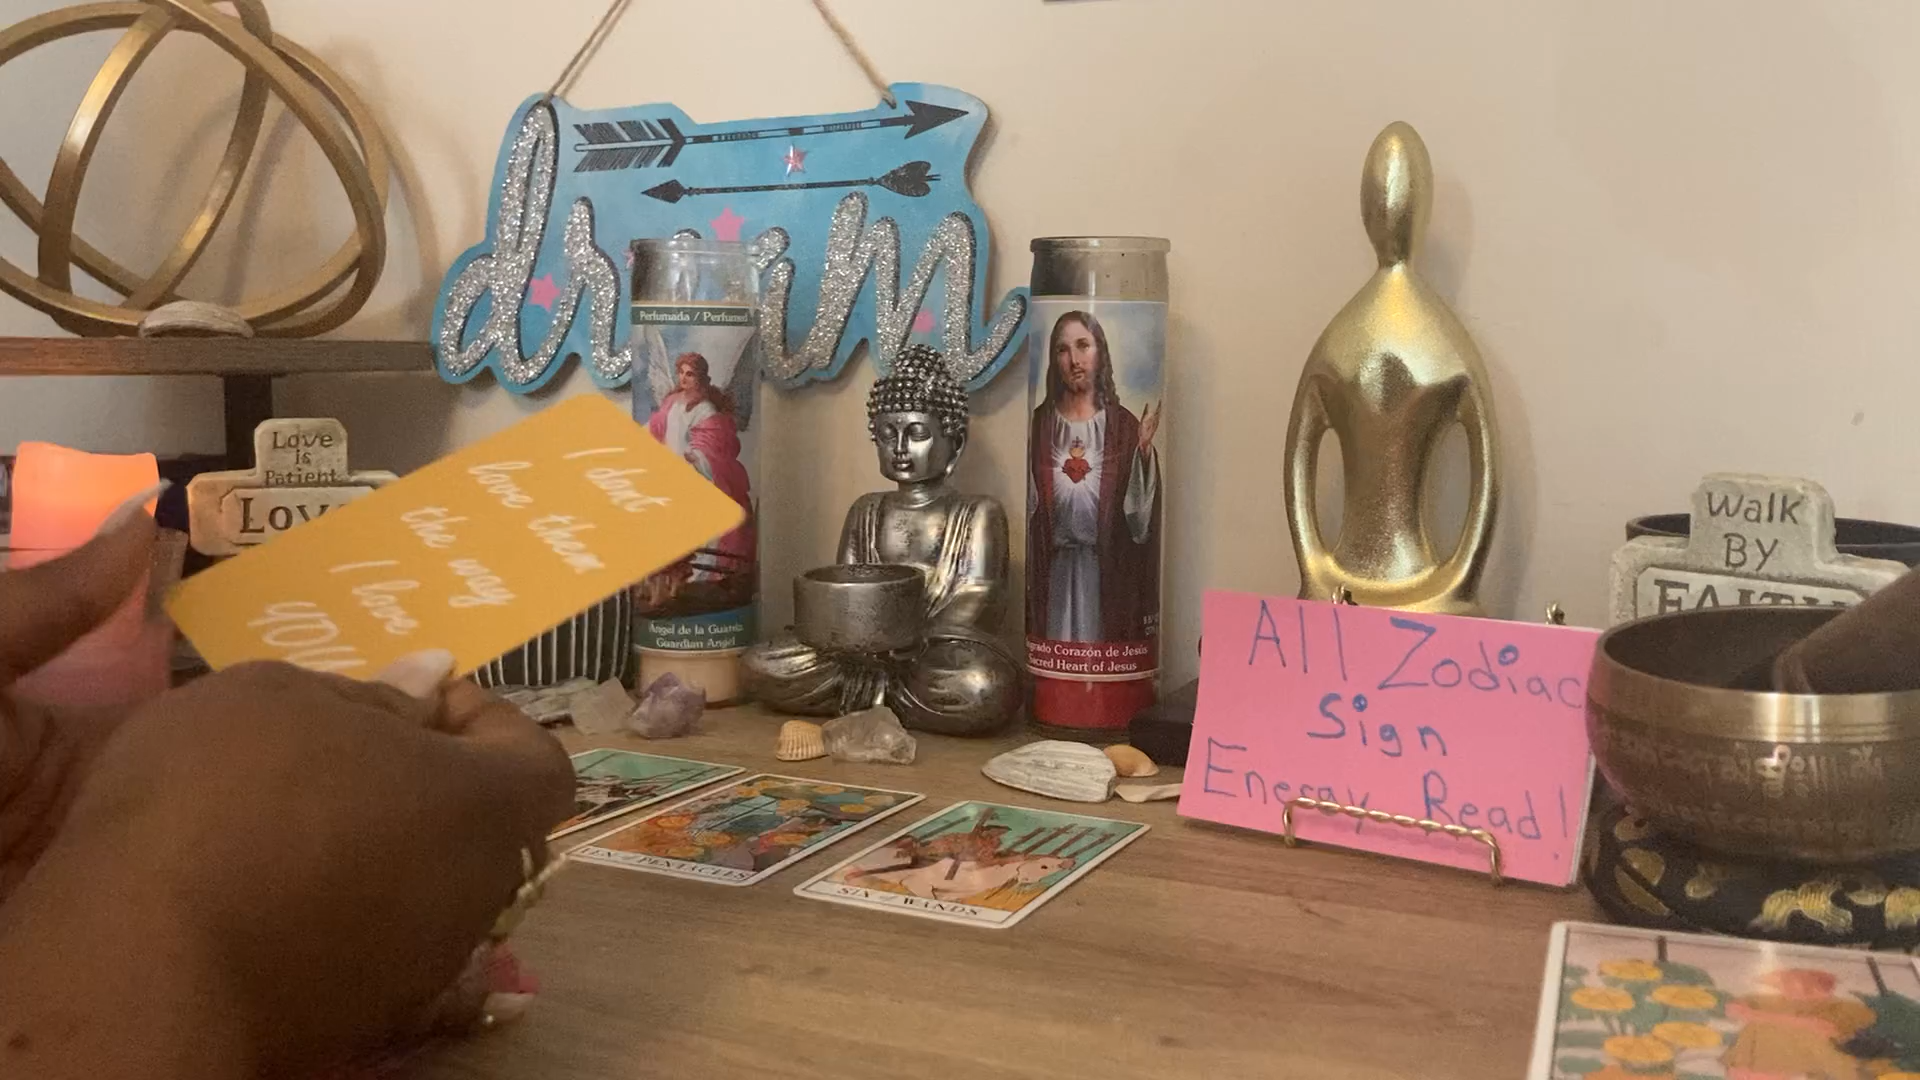 dream
Perfumada / Perfumed
Love
is
Patient
I dont
love them
the way
I love
YOU
Angel de la Guarda
Guardian Angel
Sagrado Corazón de Jesús
Sacred Heart of Jesus
Walk
BY
FAITH
All Zodiac
Sign
Energy Read!
TEN of PENTACLES
SIX of WANDS